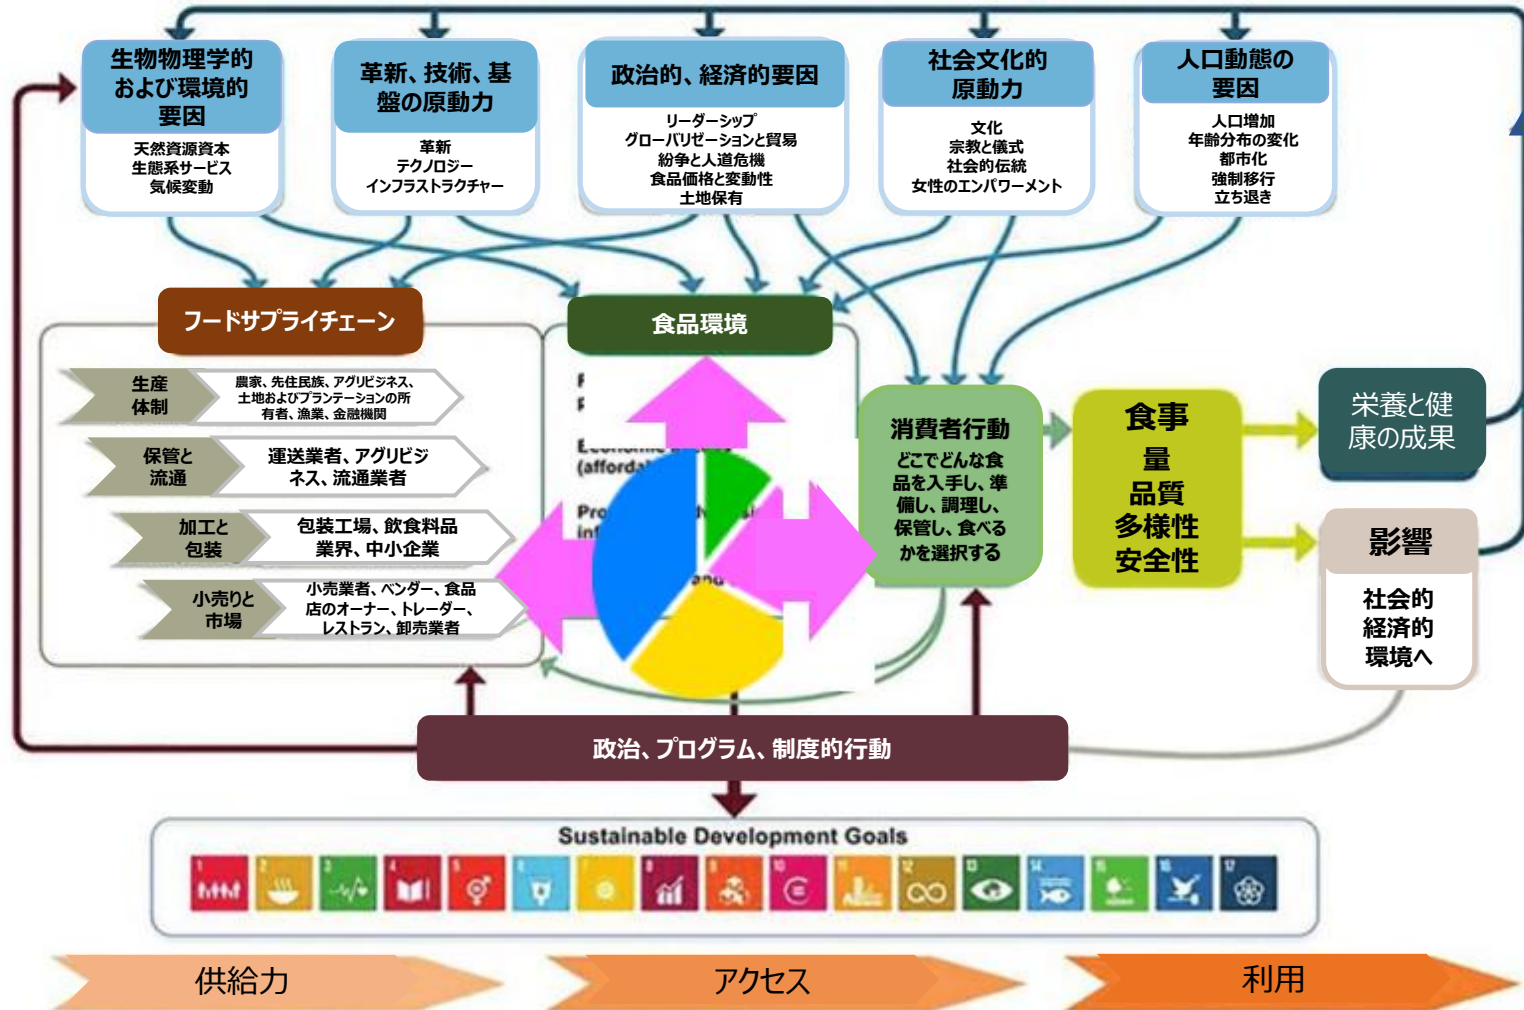 生物物理学的
および環境的
要因
天然資源資本
生態系サービス
気候変動
革新、技術、基
盤の原動力
革新
テクノロジー
インフラストラクチャー
政治的、経済的要因
リーダーシップ
グローバリゼーションと貿易
紛争と人道危機
食品価格と変動性
土地保有
社会文化的
原動力
文化
宗教と儀式
社会的伝統
女性のエンパワーメント
人口動態の
要因
人口増加
年齢分布の変化
都市化
強制移行
立ち退き
フードサプライチェーン
生産
体制
農家、先住民族、アグリビジネス、
土地およびプランテーションの所
有者、漁業、金融機関
保管と
流通
運送業者、アグリビジ
ネス、流通業者
加工と
包装
包装工場、飲食料品
業界、中小企業
小売りと
市場
小売業者、ベンダー、食品
店のオーナー、トレーダー、
レストラン、卸売業者
食品環境
(afforda
and
消費者行動
どこでどんな食
品を入手し、準
備し、調理し、
保管し、食べる
かを選択する
食事
量
品質
多様性
安全性
栄養と健
康の成果
影響
社会的
経済的
環境へ
政治、プログラム、制度的行動
Sustainable Development Goals
1 2 3 4 5 6 7 8 9 10 11 12 13 14 15 16 17
供給力
アクセス
利用